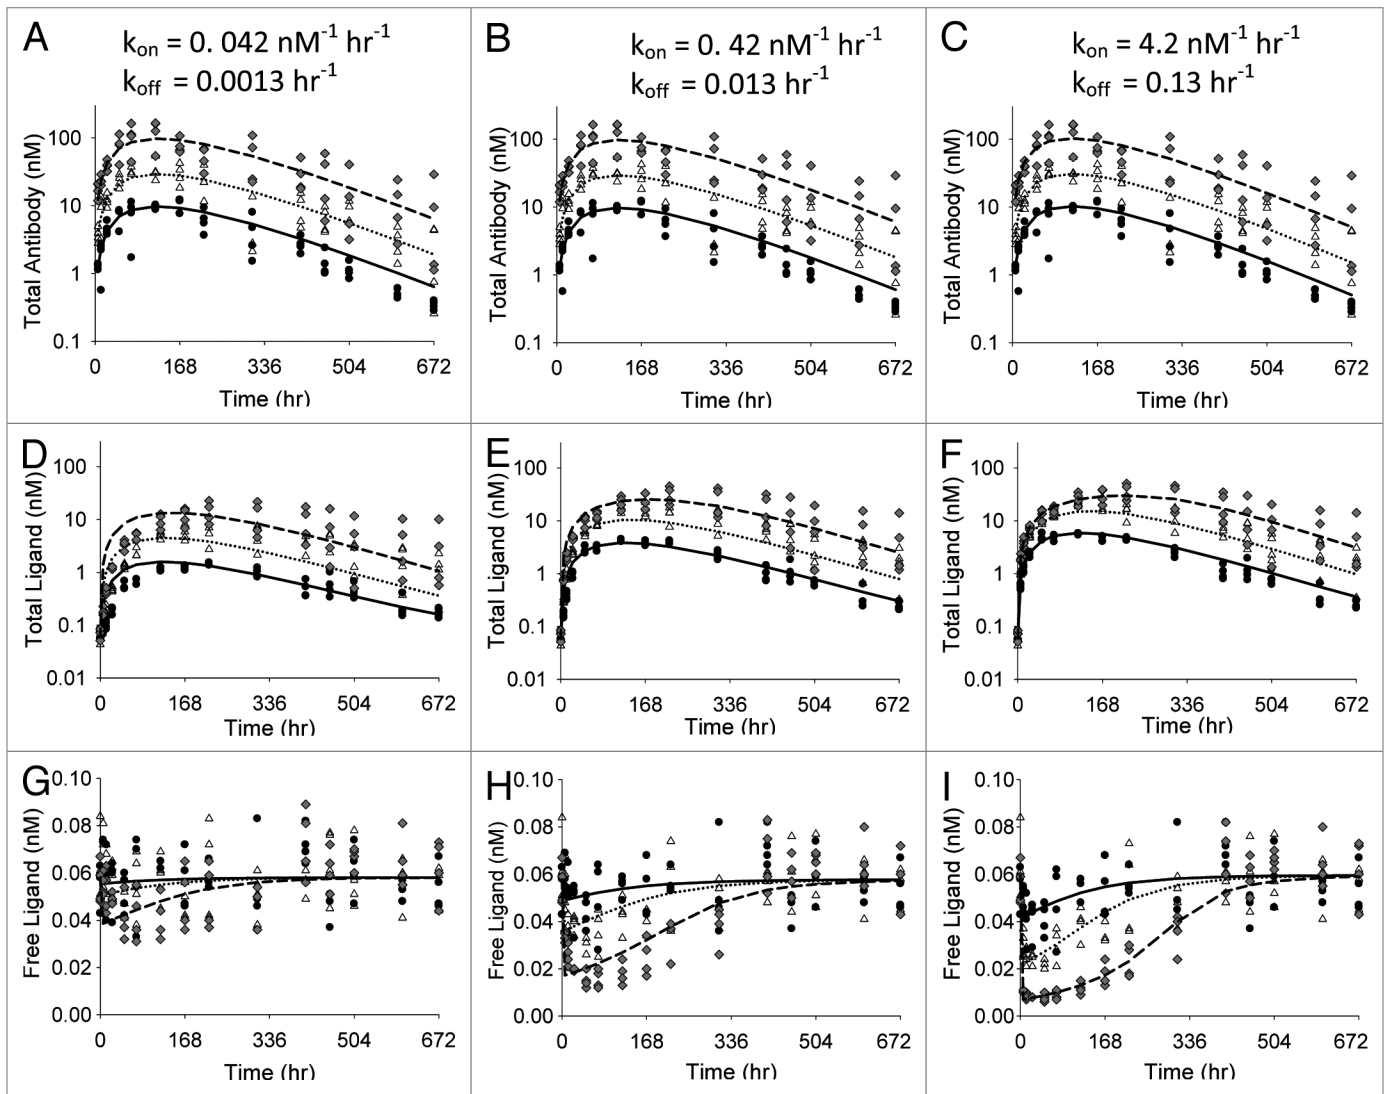 A
k_on = 0. 042 nM^-1 hr^-1
k_off = 0.0013 hr^-1
Total Antibody (nM)
100
10
1
0.1
0 168 336 504 672
Time (hr)
B
k_on = 0. 42 nM^-1 hr^-1
k_off = 0.013 hr^-1
Total Antibody (nM)
100
10
1
0.1
0 168 336 504 672
Time (hr)
C
k_on = 4.2 nM^-1 hr^-1
k_off = 0.13 hr^-1
Total Antibody (nM)
100
10
1
0.1
0 168 336 504 672
Time (hr)
D
Total Ligand (nM)
100
10
1
0.1
0.01
0 168 336 504 672
Time (hr)
E
Total Ligand (nM)
100
10
1
0.1
0.01
0 168 336 504 672
Time (hr)
F
Total Ligand (nM)
100
10
1
0.1
0.01
0 168 336 504 672
Time (hr)
G
Free Ligand (nM)
0.10
0.08
0.06
0.04
0.02
0.00
0 168 336 504 672
Time (hr)
H
Free Ligand (nM)
0.10
0.08
0.06
0.04
0.02
0.00
0 168 336 504 672
Time (hr)
I
Free Ligand (nM)
0.10
0.08
0.06
0.04
0.02
0.00
0 168 336 504 672
Time (hr)